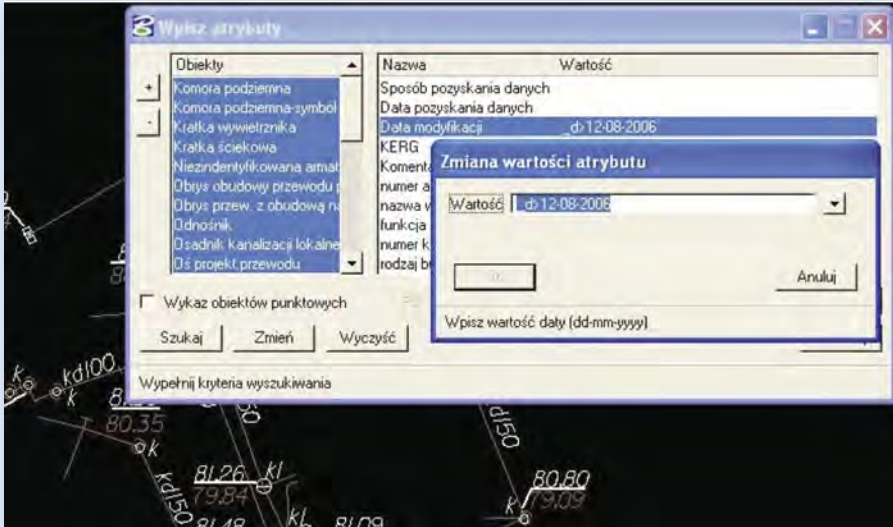 Wpisz atrybuty
Obiekty
Komora podziemna
Komora podziemna-symbol
Kratka wywietrznika
Kratka ściekowa
Niezindentyfikowana armat
Obrys obudowy przewodu p
Obrys przew. z obudową na
Odnośnik
Osadnik kanalizacji lokalne
Oś projekt.przewodu
Nazwa Wartość
Sposób pozyskania danych
Data pozyskania danych
Data modyfikacji _d>12-08-2006
KERG
Komenta
numer a
nazwa w
funkcja
numer k
rodzaj b
Zmiana wartości atrybutu
Wartość _d>12-08-2006
Anuluj
Wpisz wartość daty (dd-mm-yyyy)
+
-
Wykaz obiektów punktowych
Szukaj Zmień Wyczyść
Wypełnij kryteria wyszukiwania
kd100
k
k
80.35
k
kd150
81.26
79.84
kl
81.48
kl
81.09
kd150
80.80
79.09
k